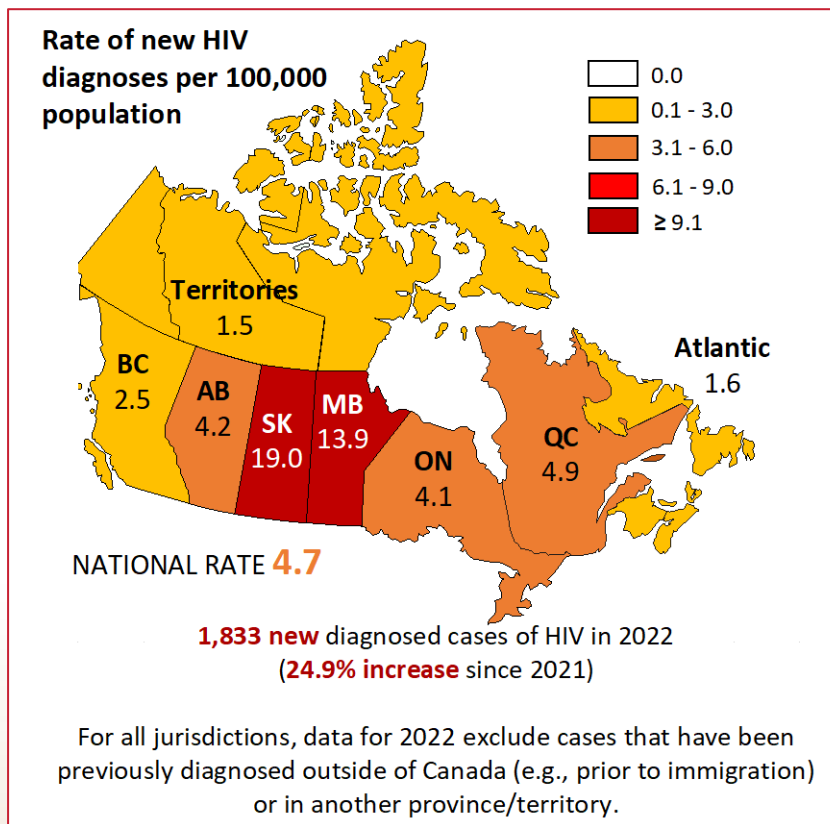 Rate of new HIV
diagnoses per 100,000
population
0.0
0.1 - 3.0
3.1 - 6.0
6.1 - 9.0
≥ 9.1
Territories
1.5
BC
2.5
AB
4.2
SK
19.0
MB
13.9
ON
4.1
QC
4.9
Atlantic
1.6
NATIONAL RATE 4.7
1,833 new diagnosed cases of HIV in 2022
(24.9% increase since 2021)
For all jurisdictions, data for 2022 exclude cases that have been
previously diagnosed outside of Canada (e.g., prior to immigration)
or in another province/territory.